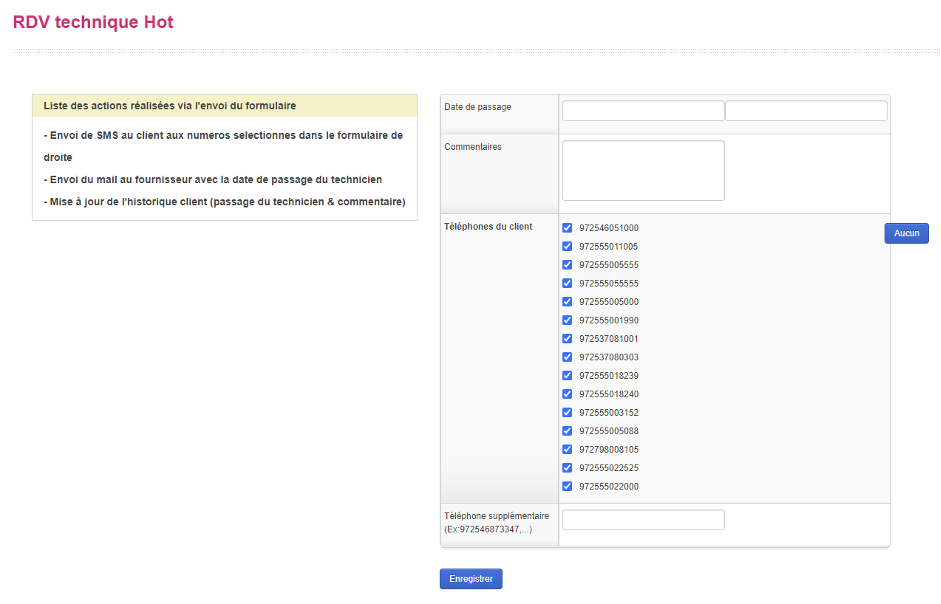 RDV technique Hot
Liste des actions réalisées via l'envoi du formulaire
- Envoi de SMS au client aux numeros selectionnes dans le formulaire de
droite
- Envoi du mail au fournisseur avec la date de passage du technicien
- Mise à jour de l'historique client (passage du technicien & commentaire)
Date de passage
Commentaires
Téléphones du client
972546051000
972555011005
972555005555
972555055555
972555005000
972555001990
972537081001
972537080303
972555018239
972555018240
972555003152
972555005088
972798008105
972555022525
972555022000
Aucun
Téléphone supplémentaire
(Ex:972546873347,...)
Enregistrer